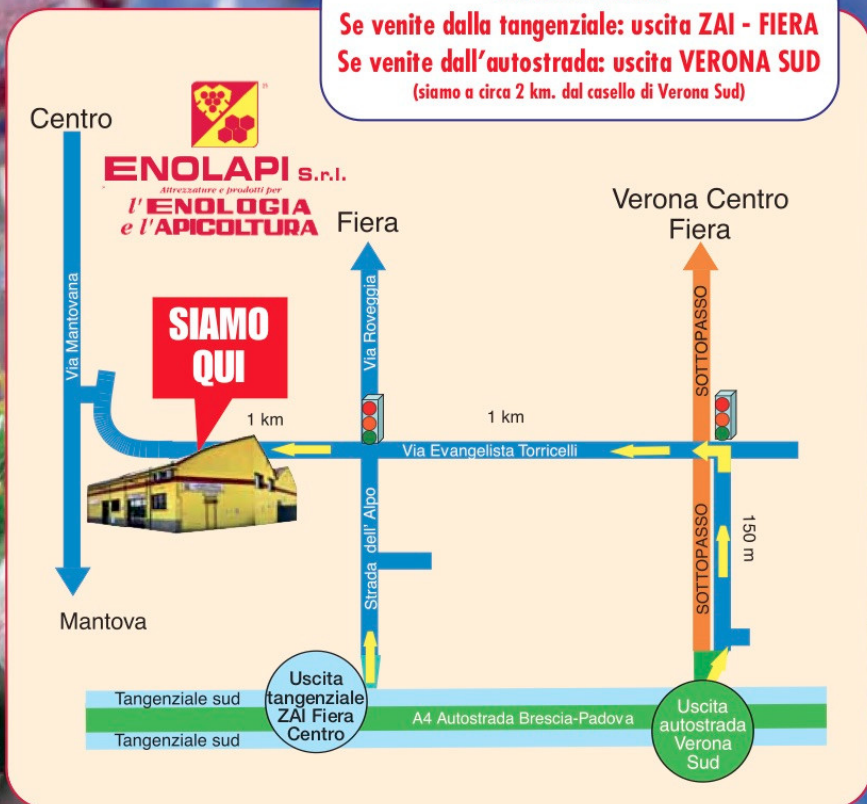 Se venite dalla tangenziale: uscita ZAI - FIERA
Se venite dall'autostrada: uscita VERONA SUD
(siamo a circa 2 km. dal casello di Verona Sud)
Centro
ENOLAPI S.r.l.
Attrezzature e prodotti per
l'ENOLOGIA
e l'APICOLTURA
Fiera
Verona Centro
Fiera
Via Mantovana
SIAMO
QUI
Via Roveggia
SOTTOPASSO
1 km
1 km
Via Evangelista Torricelli
Strada dell' Alpo
SOTTOPASSO
150 m
Mantova
Uscita
tangenziale
ZAI Fiera
Centro
Tangenziale sud
A4 Autostrada Brescia-Padova
Tangenziale sud
Uscita
autostrada
Verona
Sud